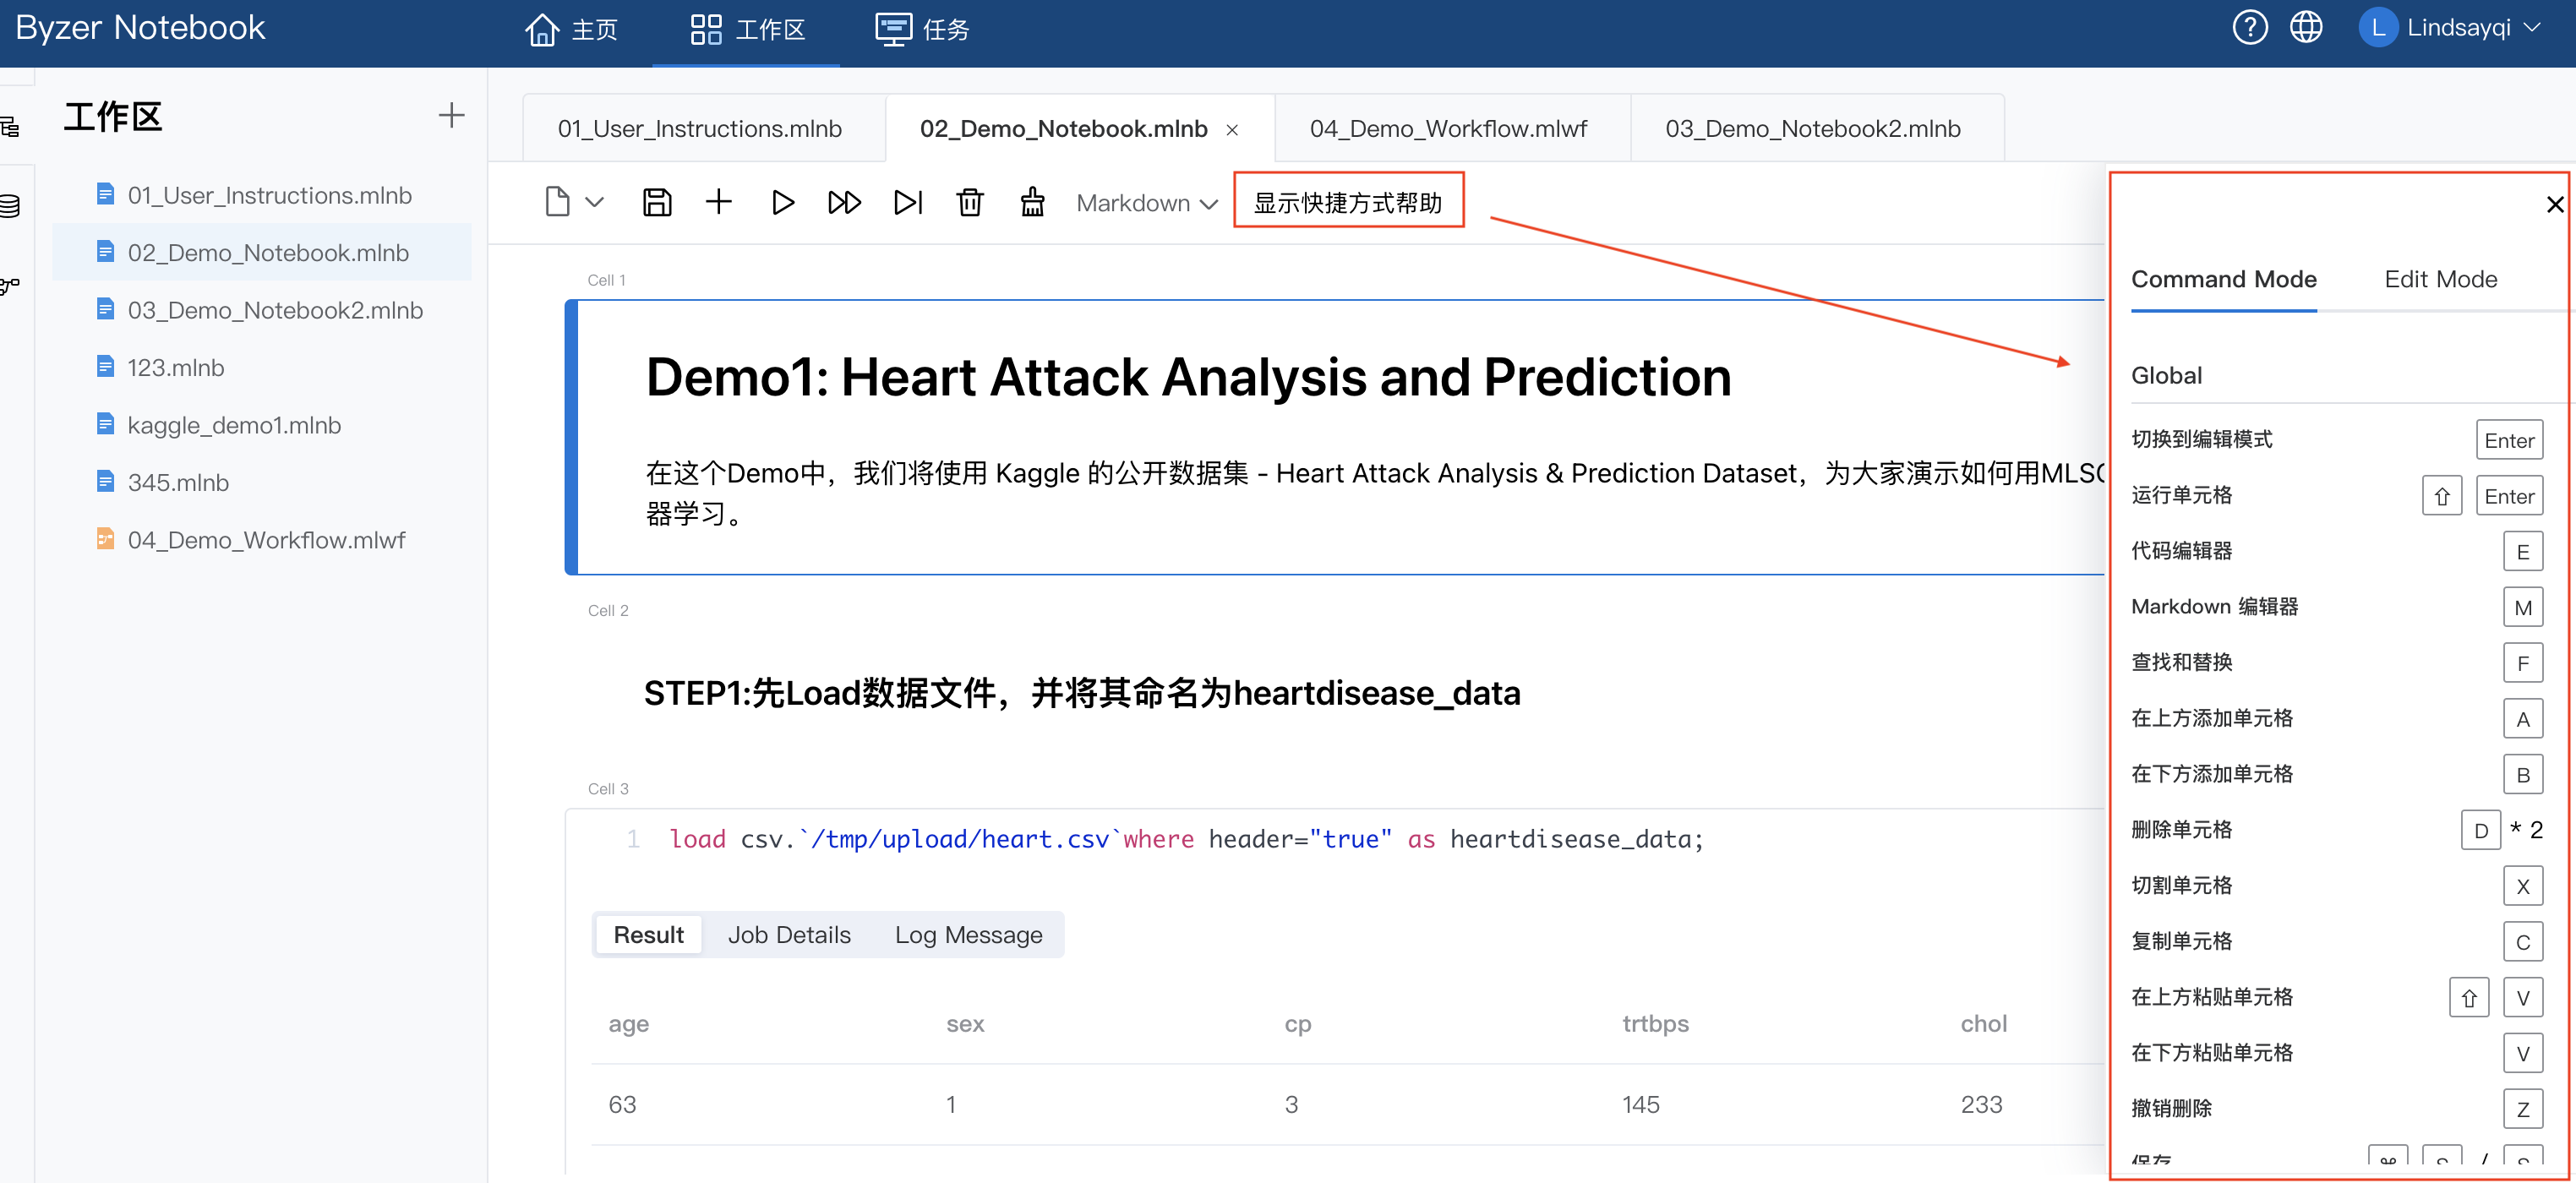 Byzer Notebook
主页
工作区
任务
L
Lindsayqi
工作区
01_User_Instructions.mlnb
02_Demo_Notebook.mlnb
03_Demo_Notebook2.mlnb
123.mlnb
kaggle_demo1.mlnb
345.mlnb
04_Demo_Workflow.mlwf
01_User_Instructions.mlnb
02_Demo_Notebook.mlnb
04_Demo_Workflow.mlwf
03_Demo_Notebook2.mlnb
Markdown
显示快捷方式帮助
Cell 1
Demo1: Heart Attack Analysis and Prediction
在这个Demo中，我们将使用 Kaggle 的公开数据集 - Heart Attack Analysis & Prediction Dataset，为大家演示如何用MLSQ
器学习。
Cell 2
STEP1:先Load数据文件，并将其命名为heartdisease_data
Cell 3
1 load csv.`/tmp/upload/heart.csv`where header="true" as heartdisease_data;
Result Job Details Log Message
age sex cp trtbps chol
63 1 3 145 233
Command Mode Edit Mode
Global
切换到编辑模式 Enter
运行单元格 ⇧ Enter
代码编辑器 E
Markdown 编辑器 M
查找和替换 F
在上方添加单元格 A
在下方添加单元格 B
删除单元格 D * 2
切割单元格 X
复制单元格 C
在上方粘贴单元格 ⇧ V
在下方粘贴单元格 V
撤销删除 Z
保存 ⌘ S / S